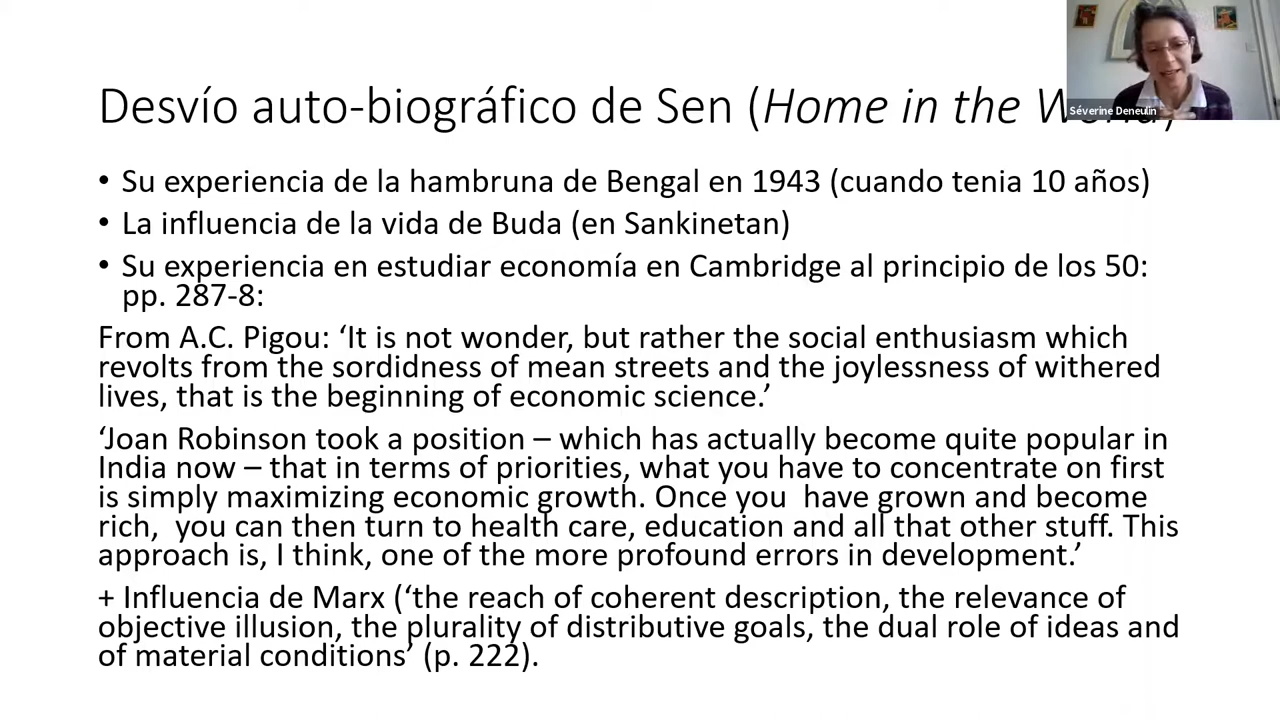 Desvío auto-biográfico de Sen (Home in the
Séverine Deneulin
• Su experiencia de la hambruna de Bengal en 1943 (cuando tenia 10 años)
• La influencia de la vida de Buda (en Sankinetan)
• Su experiencia en estudiar economía en Cambridge al principio de los 50:
pp. 287-8:
From A.C. Pigou: ‘It is not wonder, but rather the social enthusiasm which
revolts from the sordidness of mean streets and the joylessness of withered
lives, that is the beginning of economic science.’
‘Joan Robinson took a position – which has actually become quite popular in
India now – that in terms of priorities, what you have to concentrate on first
is simply maximizing economic growth. Once you  have grown and become
rich,  you can then turn to health care, education and all that other stuff. This
approach is, I think, one of the more profound errors in development.’
+ Influencia de Marx (‘the reach of coherent description, the relevance of
objective illusion, the plurality of distributive goals, the dual role of ideas and
of material conditions’ (p. 222).